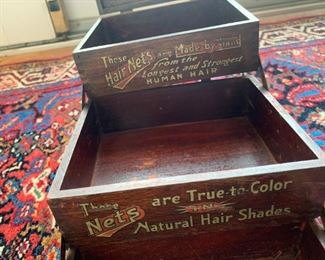 These
Hair Nets are Made by Hand
from the
Longest and Strongest
HUMAN HAIR
These
Nets are True-to-Color
Natural Hair Shades